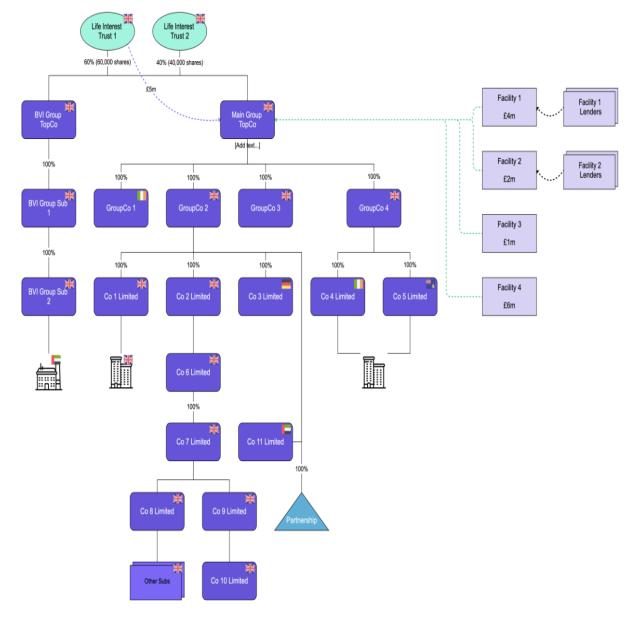 Life Interest
Trust 1
Life Interest
Trust 2
60% (60,000 shares)
40% (40,000 shares)
£5m
BVI Group
TopCo
Main Group
TopCo
[Add text...]
Facility 1
£4m
Facility 1
Lenders
Facility 2
£2m
Facility 2
Lenders
Facility 3
£1m
Facility 4
£6m
100%
100%
100%
100%
100%
BVI Group Sub
1
GroupCo 1
GroupCo 2
GroupCo 3
GroupCo 4
100%
100%
100%
100%
100%
100%
BVI Group Sub
2
Co 1 Limited
Co 2 Limited
Co 3 Limited
Co 4 Limited
Co 5 Limited
Co 6 Limited
100%
Co 7 Limited
Co 11 Limited
100%
Co 8 Limited
Co 9 Limited
Partnership
Other Subs
Co 10 Limited